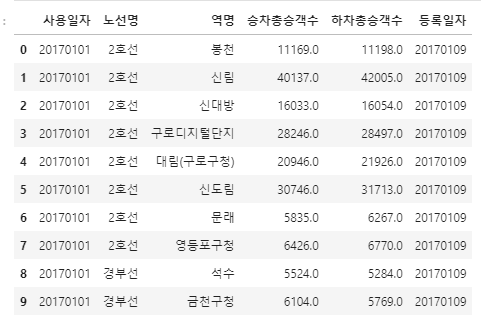 사용일자 노선명 역명 승차총승객수 하차총승객수 등록일자
0 20170101 2호선 봉천 11169.0 11198.0 20170109
1 20170101 2호선 신림 40137.0 42005.0 20170109
2 20170101 2호선 신대방 16033.0 16054.0 20170109
3 20170101 2호선 구로디지털단지 28246.0 28497.0 20170109
4 20170101 2호선 대림(구로구청) 20946.0 21926.0 20170109
5 20170101 2호선 신도림 30746.0 31713.0 20170109
6 20170101 2호선 문래 5835.0 6267.0 20170109
7 20170101 2호선 영등포구청 6426.0 6770.0 20170109
8 20170101 경부선 석수 5524.0 5284.0 20170109
9 20170101 경부선 금천구청 6104.0 5769.0 20170109